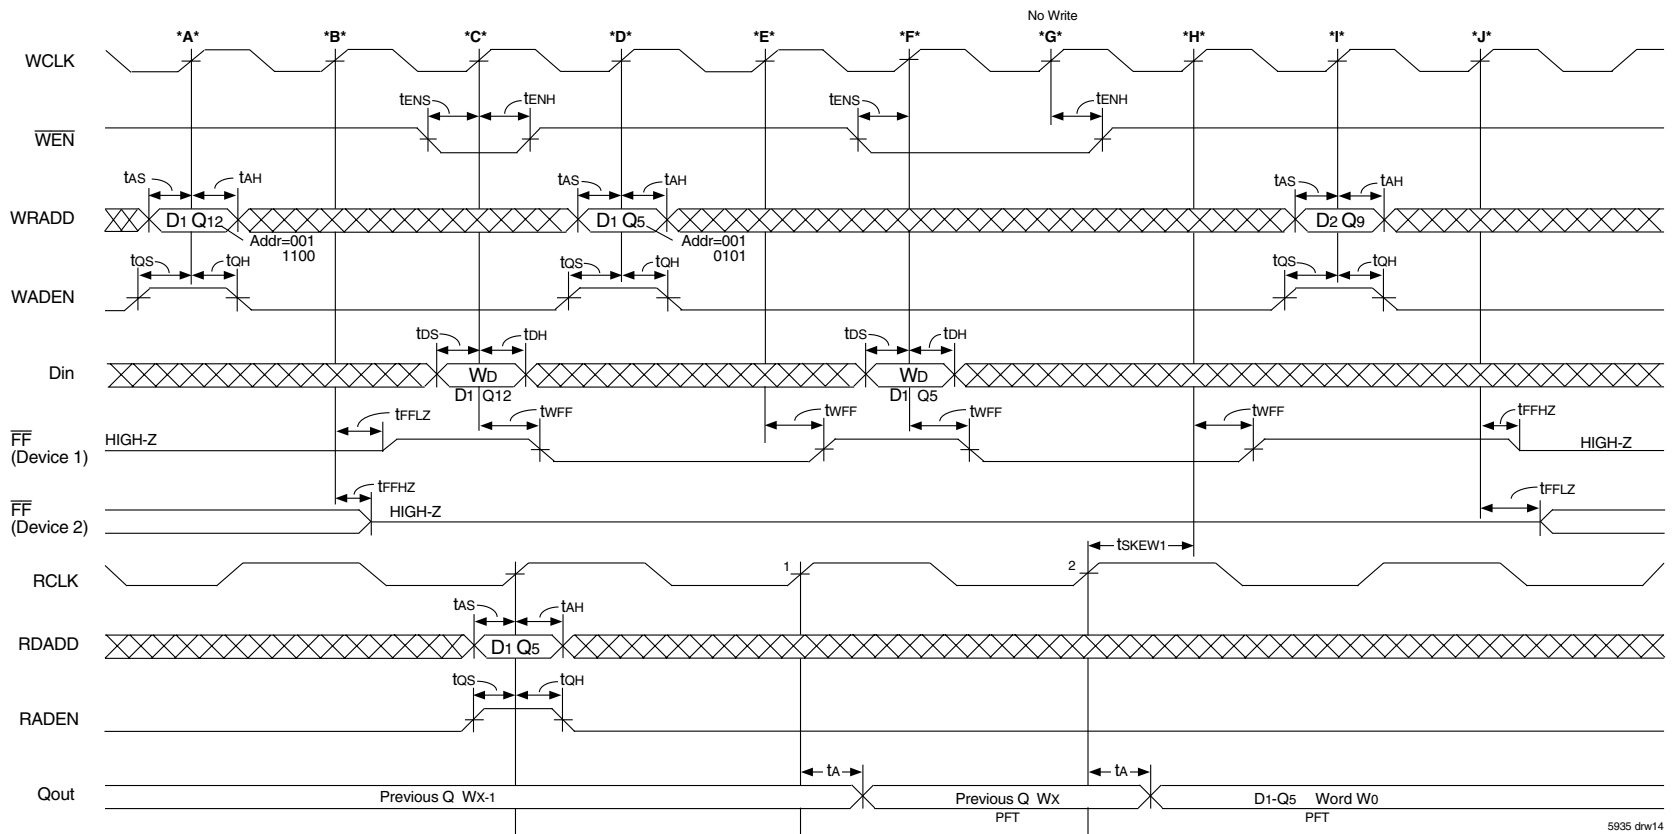 No Write
*A* *B* *C* *D* *E* *F* *G* *H* *I* *J*
WCLK
tENS tENH tENS tENH
WEN
tAS tAH tAS tAH tAS tAH
WRADD D1 Q12 D1 Q5 D2 Q9
Addr=001 Addr=001
1100 0101
tQS tQH tQS tQH tQS tQH
WADEN
tDS tDH tDS tDH
Din WD WD
D1 Q12 D1 Q5
tFFLZ tWFF tWFF tWFF tWFF tFFHZ
FF HIGH-Z HIGH-Z
(Device 1)
tFFHZ tFFLZ
FF HIGH-Z
(Device 2)
tSKEW1
RCLK 1 2
tAS tAH
RDADD D1 Q5
tQS tQH
RADEN
tA tA
Qout Previous Q WX-1 Previous Q WX D1-Q5 Word W0
PFT PFT
5935 drw14